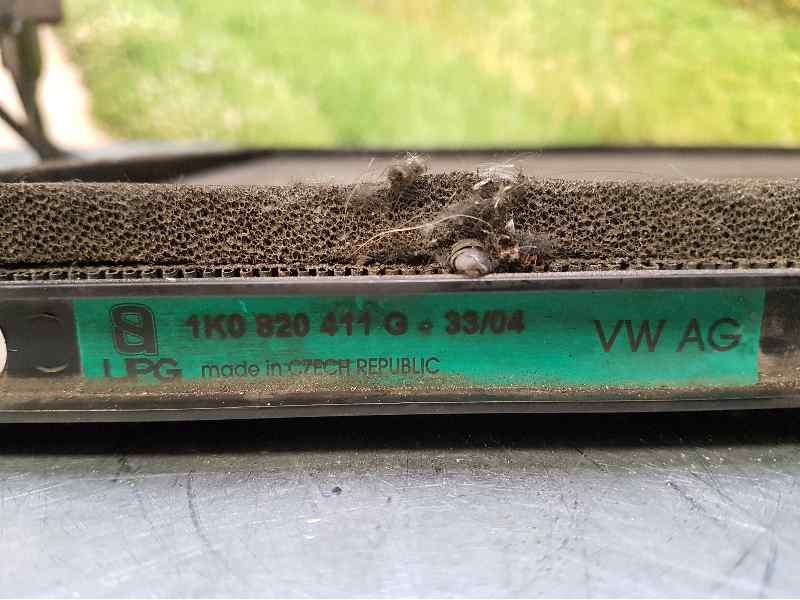 1K0 820 411 G - 33/04
VW AG
LPG made in CZECH REPUBLIC